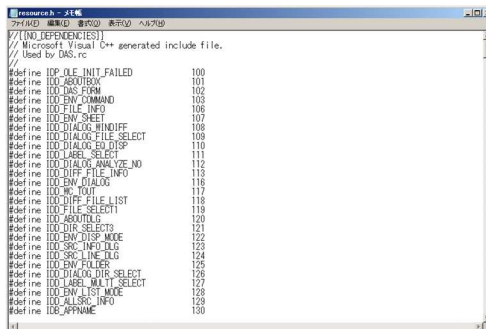 resource.h - メモ帳
ファイル(F) 編集(E) 書式(O) 表示(V) ヘルプ(H)
//{{NO_DEPENDENCIES}}
// Microsoft Visual C++ generated include file.
// Used by DAS.rc
//
#define IDP_OLE_INIT_FAILED 100
#define IDD_ABOUTBOX 101
#define IDD_DAS_FORM 102
#define IDD_ENV_COMMAND 103
#define IDD_FILE_INFO 106
#define IDD_ENV_SHEET 107
#define IDD_DIALOG_WINDIFF 108
#define IDD_DIALOG_FILE_SELECT 109
#define IDD_DIALOG_EQ_DISP 110
#define IDD_LABEL_SELECT 111
#define IDD_DIALOG_ANALYZE_NO 112
#define IDD_DIFF_FILE_INFO 113
#define IDD_ENV_DIALOG 116
#define IDD_WC_TOUT 117
#define IDD_DIFF_FILE_LIST 118
#define IDD_FILE_SELECT1 119
#define IDD_ABOUTDLG 120
#define IDD_DIR_SELECT3 121
#define IDD_ENV_DISP_MODE 122
#define IDD_SRC_INFO_DLG 123
#define IDD_SRC_LINE_DLG 124
#define IDD_ENV_FOLDER 125
#define IDD_DIALOG_DIR_SELECT 126
#define IDD_LABEL_MULTI_SELECT 127
#define IDD_ENV_LIST_MODE 128
#define IDD_ALLSRC_INFO 129
#define IDB_APPNAME 130